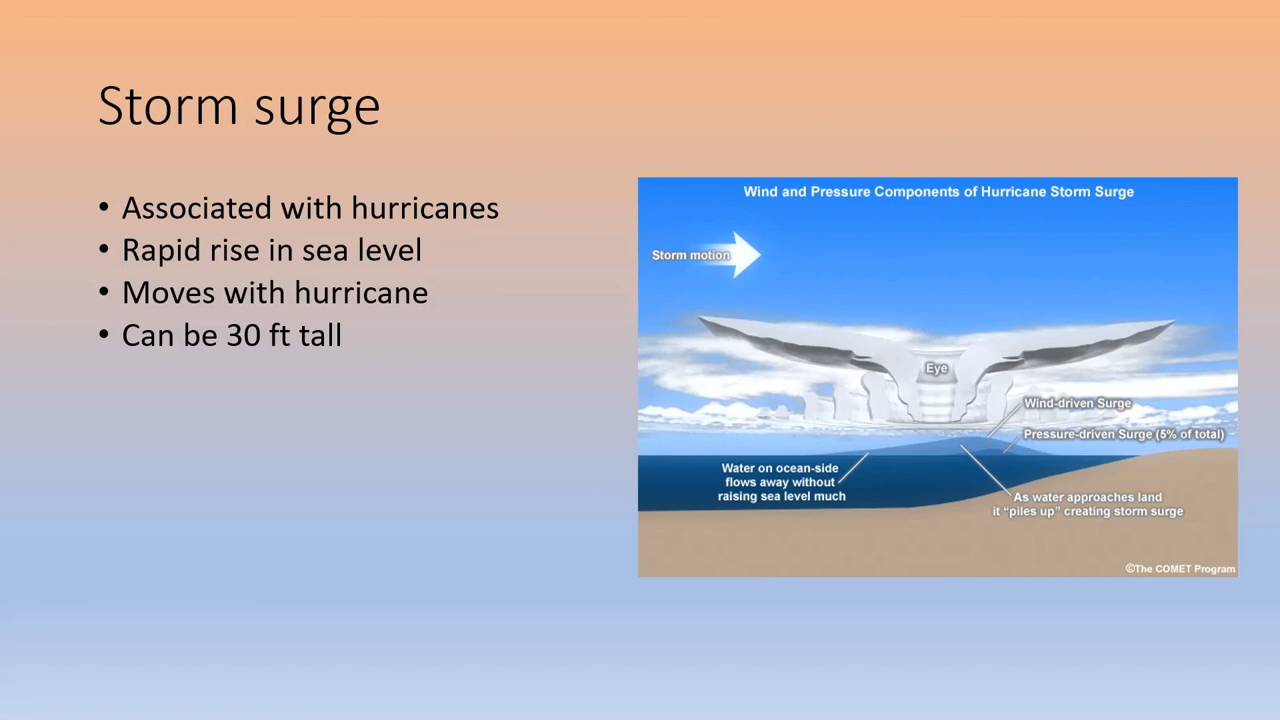 Storm surge
• Associated with hurricanes
• Rapid rise in sea level
• Moves with hurricane
• Can be 30 ft tall
Wind and Pressure Components of Hurricane Storm Surge
Storm motion
Eye
Wind-driven Surge
Pressure-driven Surge (5% of total)
Water on ocean-side
flows away without
raising sea level much
As water approaches land
it “piles up” creating storm surge
©The COMET Program